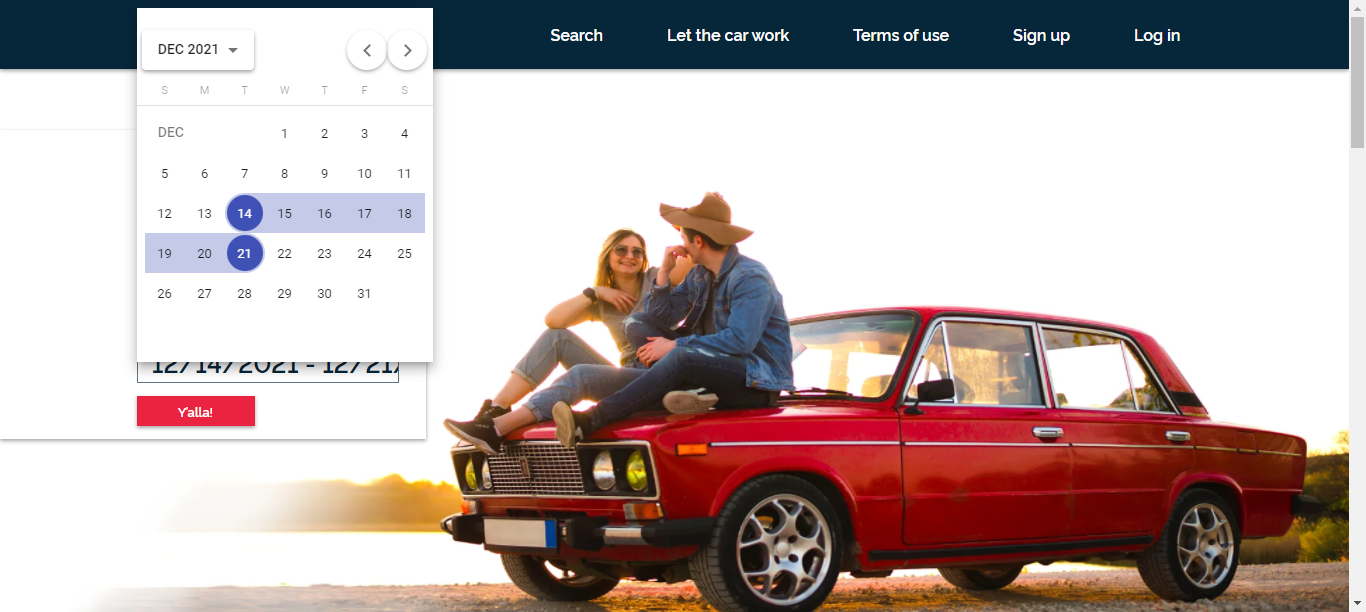 Search Let the car work Terms of use Sign up Log in
DEC 2021
S M T W T F S
DEC 1 2 3 4
5 6 7 8 9 10 11
12 13 14 15 16 17 18
19 20 21 22 23 24 25
26 27 28 29 30 31
12/14/2021 - 12/21/
Y'alla!